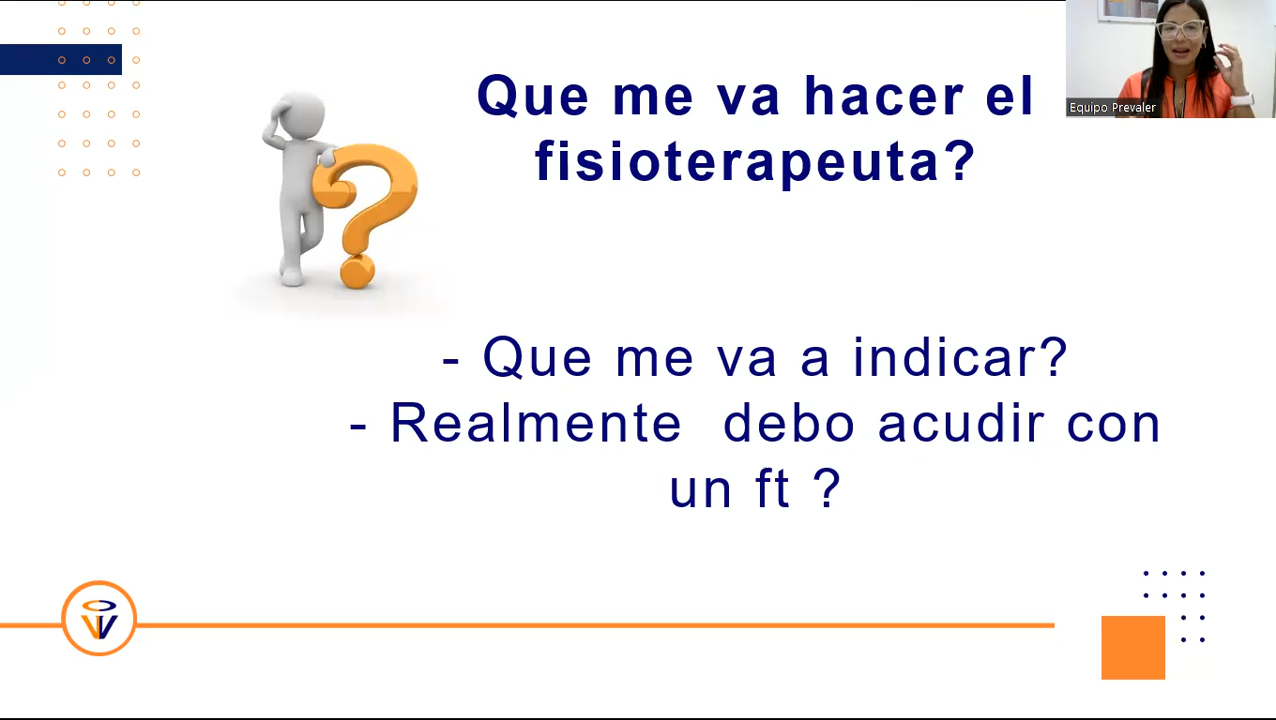 Que me va hacer el
fisioterapeuta?
Equipo Prevaler
- Que me va a indicar?
- Realmente debo acudir con
un ft ?